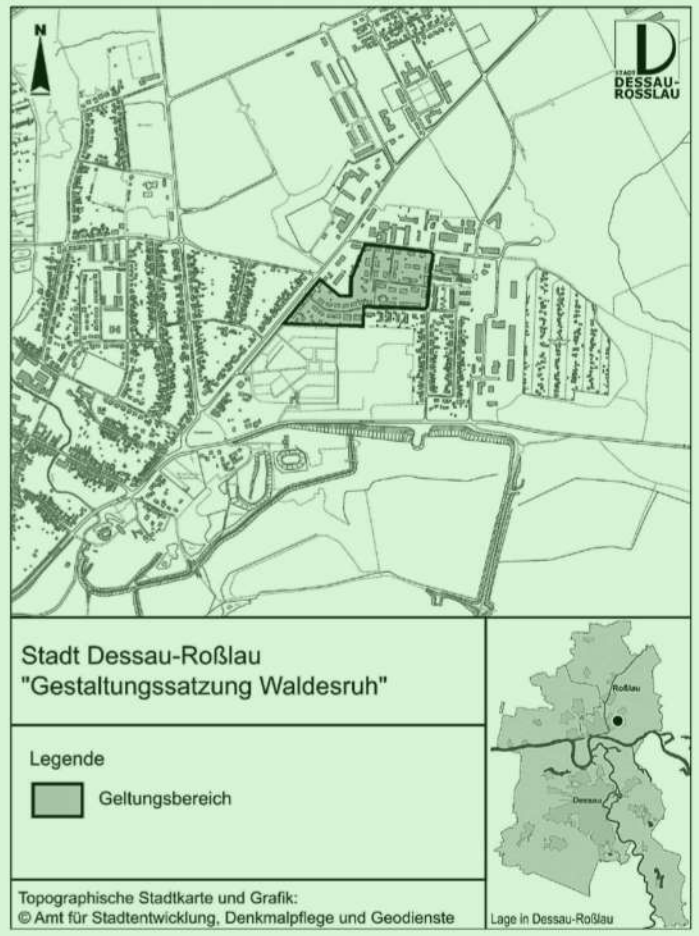 N
STADT
DESSAU-
ROSSLAU
Stadt Dessau-Roßlau
"Gestaltungssatzung Waldesruh"
Legende
Geltungsbereich
Topographische Stadtkarte und Grafik:
© Amt für Stadtentwicklung, Denkmalpflege und Geodienste
Roßlau
Dessau
Lage in Dessau-Roßlau